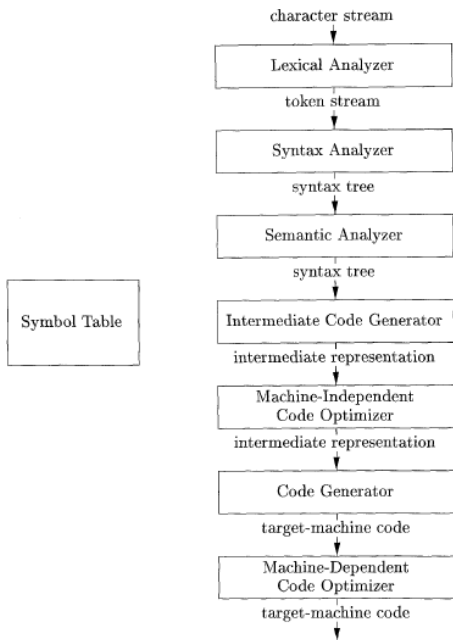 character stream
Lexical Analyzer
token stream
Syntax Analyzer
syntax tree
Semantic Analyzer
syntax tree
Symbol Table
Intermediate Code Generator
intermediate representation
Machine-Independent
Code Optimizer
intermediate representation
Code Generator
target-machine code
Machine-Dependent
Code Optimizer
target-machine code